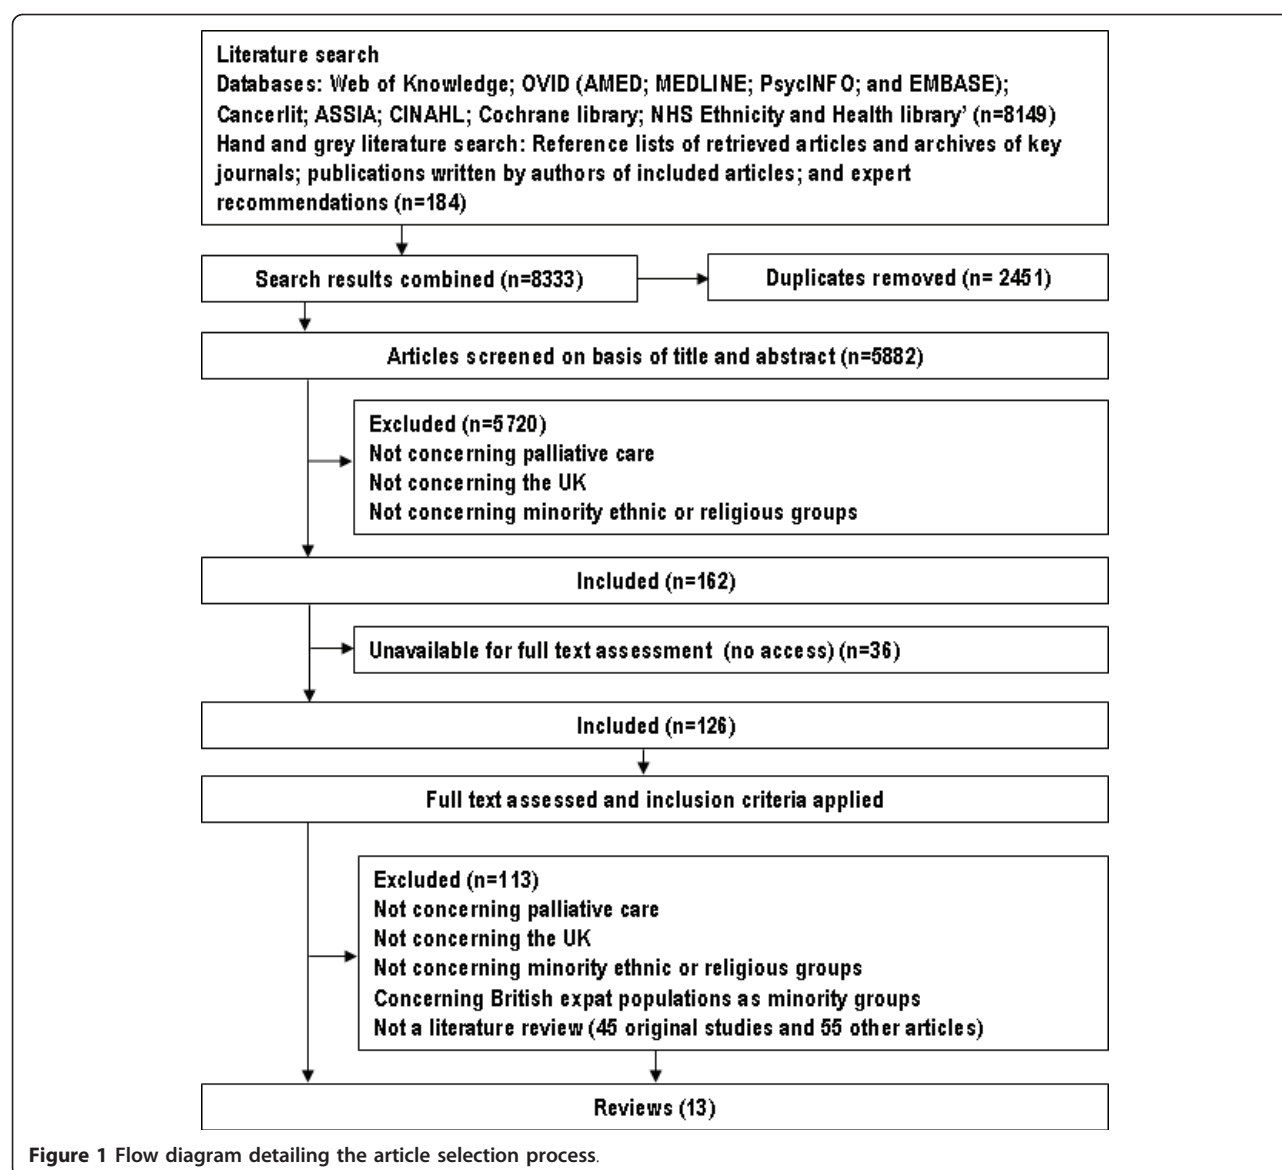 Literature search
Databases: Web of Knowledge; OVID (AMED; MEDLINE; PsycINFO; and EMBASE);
Cancerlit; ASSIA; CINAHL; Cochrane library; NHS Ethnicity and Health library’ (n=8149)
Hand and grey literature search: Reference lists of retrieved articles and archives of key
journals; publications written by authors of included articles; and expert
recommendations (n=184)
Search results combined (n=8333)
Duplicates removed (n= 2451)
Articles screened on basis of title and abstract (n=5882)
Excluded (n=5720)
Not concerning palliative care
Not concerning the UK
Not concerning minority ethnic or religious groups
Included (n=162)
Unavailable for full text assessment (no access) (n=36)
Included (n=126)
Full text assessed and inclusion criteria applied
Excluded (n=113)
Not concerning palliative care
Not concerning the UK
Not concerning minority ethnic or religious groups
Concerning British expat populations as minority groups
Not a literature review (45 original studies and 55 other articles)
Reviews (13)
Figure 1 Flow diagram detailing the article selection process.